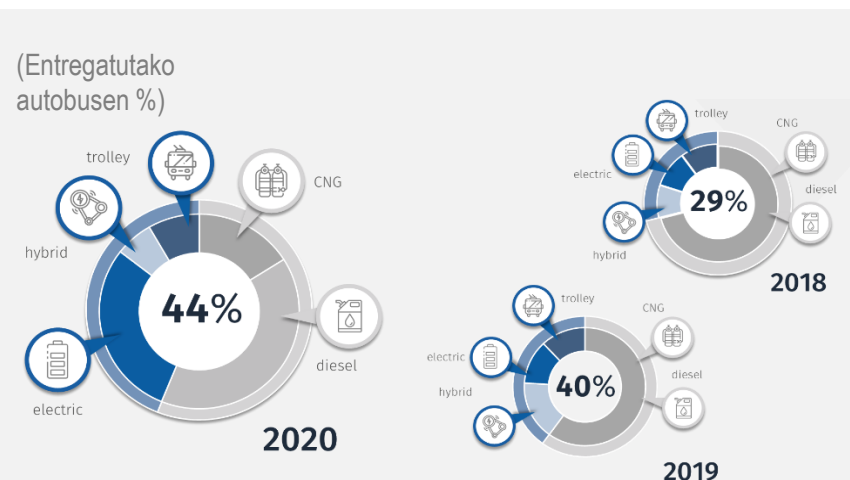 (Entregatutako
autobusen %)
trolley
CNG
hybrid
44%
diesel
electric
2020
trolley
CNG
electric
diesel
29%
hybrid
2018
trolley
CNG
electric
diesel
40%
hybrid
2019